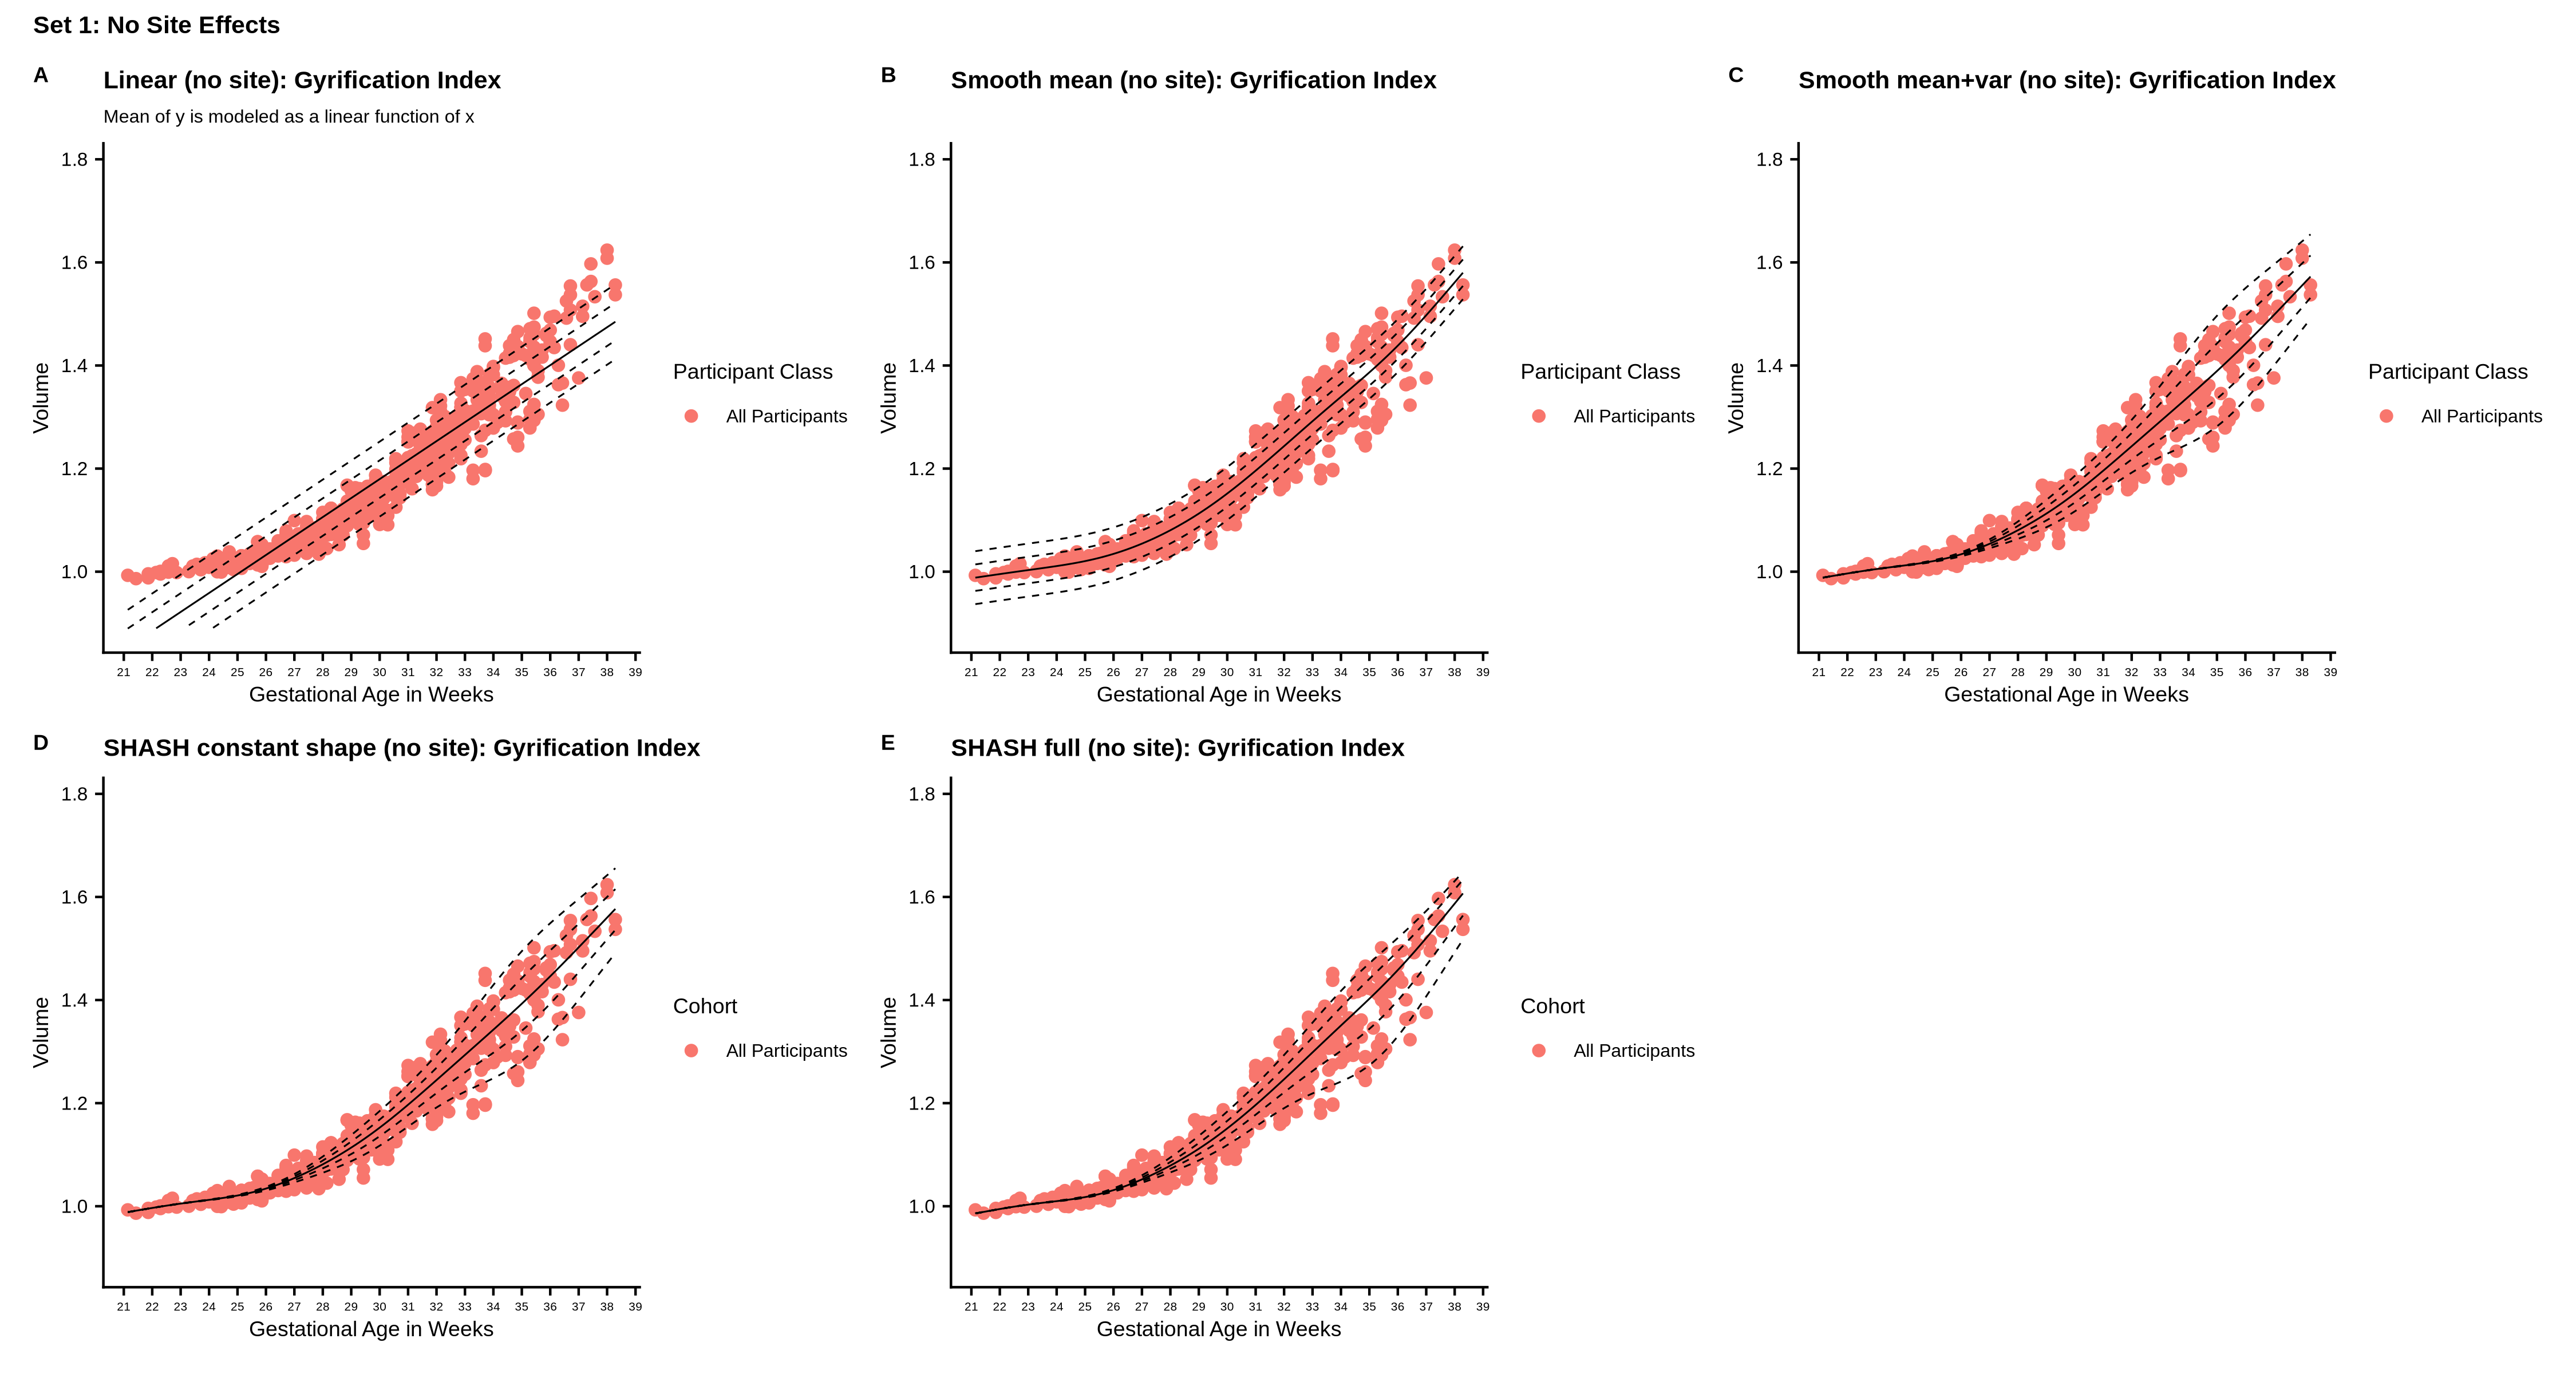 Set 1: No Site Effects
A
Linear (no site): Gyrification Index
Mean of y is modeled as a linear function of x
Volume
1.8
1.6
1.4
1.2
1.0
21 22 23 24 25 26 27 28 29 30 31 32 33 34 35 36 37 38 39
Gestational Age in Weeks
Participant Class
All Participants
B
Smooth mean (no site): Gyrification Index
Volume
1.8
1.6
1.4
1.2
1.0
21 22 23 24 25 26 27 28 29 30 31 32 33 34 35 36 37 38 39
Gestational Age in Weeks
Participant Class
All Participants
C
Smooth mean+var (no site): Gyrification Index
Volume
1.8
1.6
1.4
1.2
1.0
21 22 23 24 25 26 27 28 29 30 31 32 33 34 35 36 37 38 39
Gestational Age in Weeks
Participant Class
All Participants
D
SHASH constant shape (no site): Gyrification Index
Volume
1.8
1.6
1.4
1.2
1.0
21 22 23 24 25 26 27 28 29 30 31 32 33 34 35 36 37 38 39
Gestational Age in Weeks
Cohort
All Participants
E
SHASH full (no site): Gyrification Index
Volume
1.8
1.6
1.4
1.2
1.0
21 22 23 24 25 26 27 28 29 30 31 32 33 34 35 36 37 38 39
Gestational Age in Weeks
Cohort
All Participants